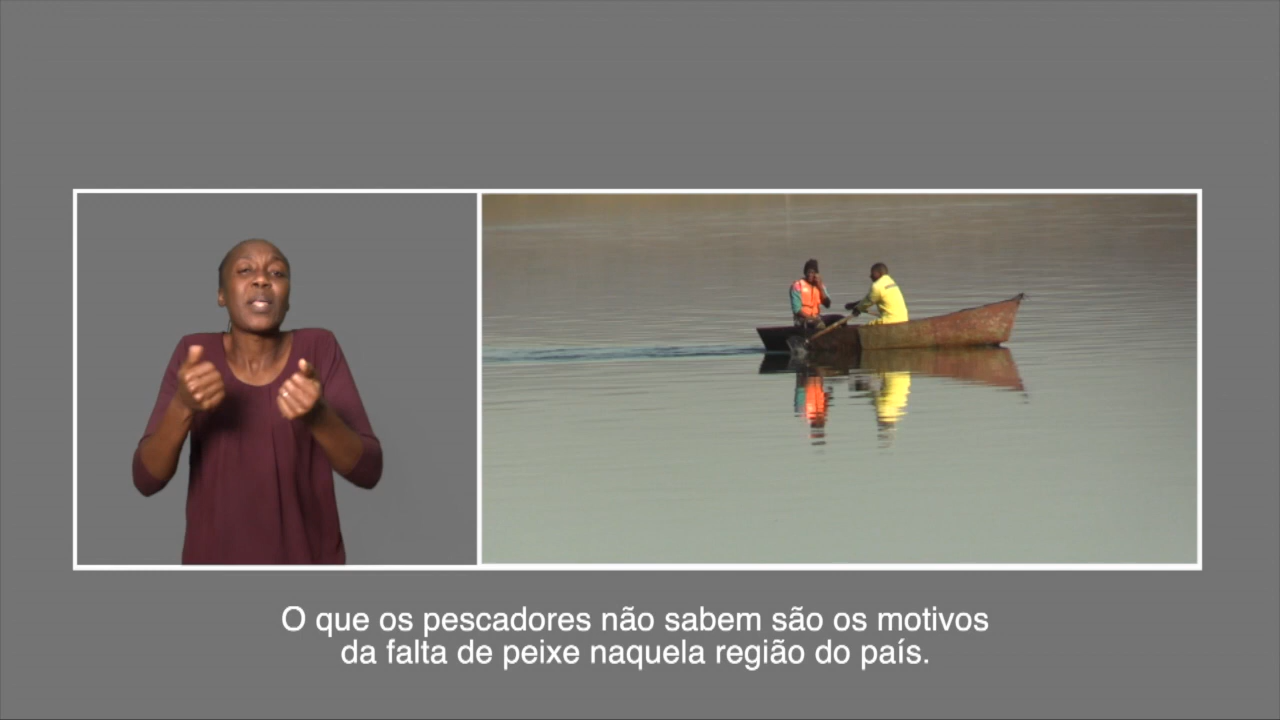 O que os pescadores não sabem são os motivos
da falta de peixe naquela região do país.